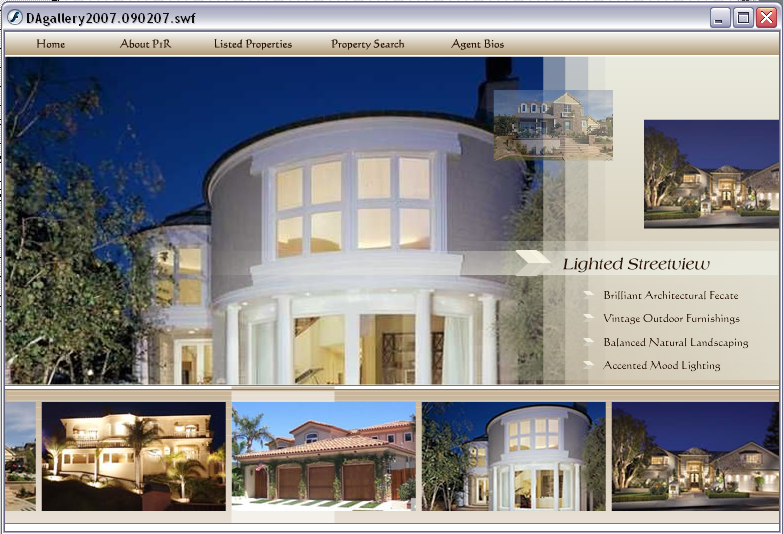 DAgallery2007.090207.swf
Home About P1R Listed Properties Property Search Agent Bios
Lighted Streetview
Brilliant Architectural Fecate
Vintage Outdoor Furnishings
Balanced Natural Landscaping
Accented Mood Lighting